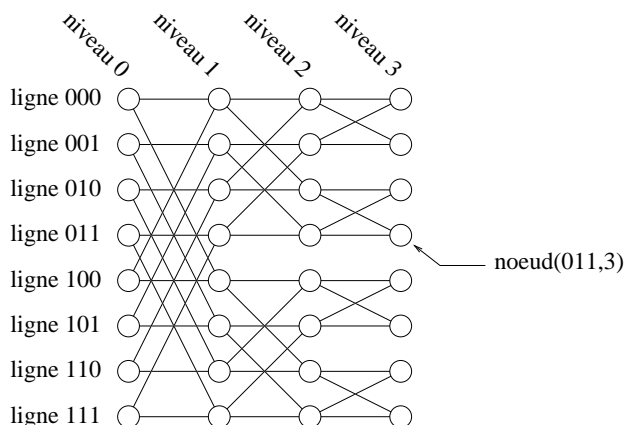 niveau 0
niveau 1
niveau 2
niveau 3
ligne 000
ligne 001
ligne 010
ligne 011
noeud(011,3)
ligne 100
ligne 101
ligne 110
ligne 111